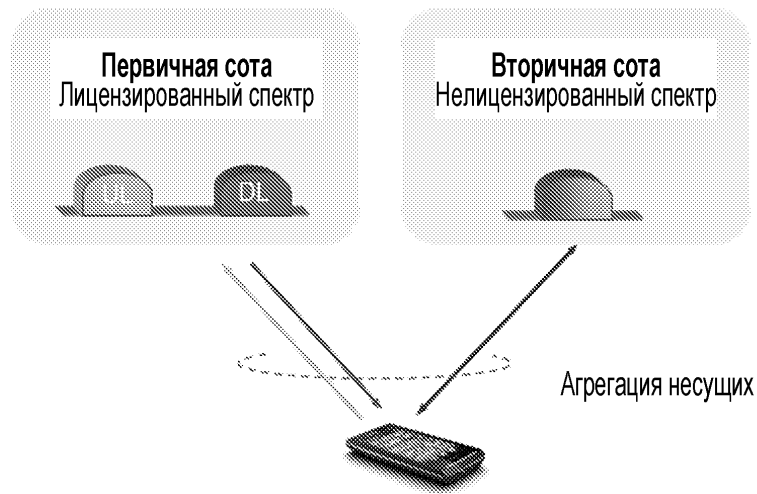 Первичная сота
Лицензированный спектр
UL
DL
Вторичная сота
Нелицензированный спектр
Агрегация несущих